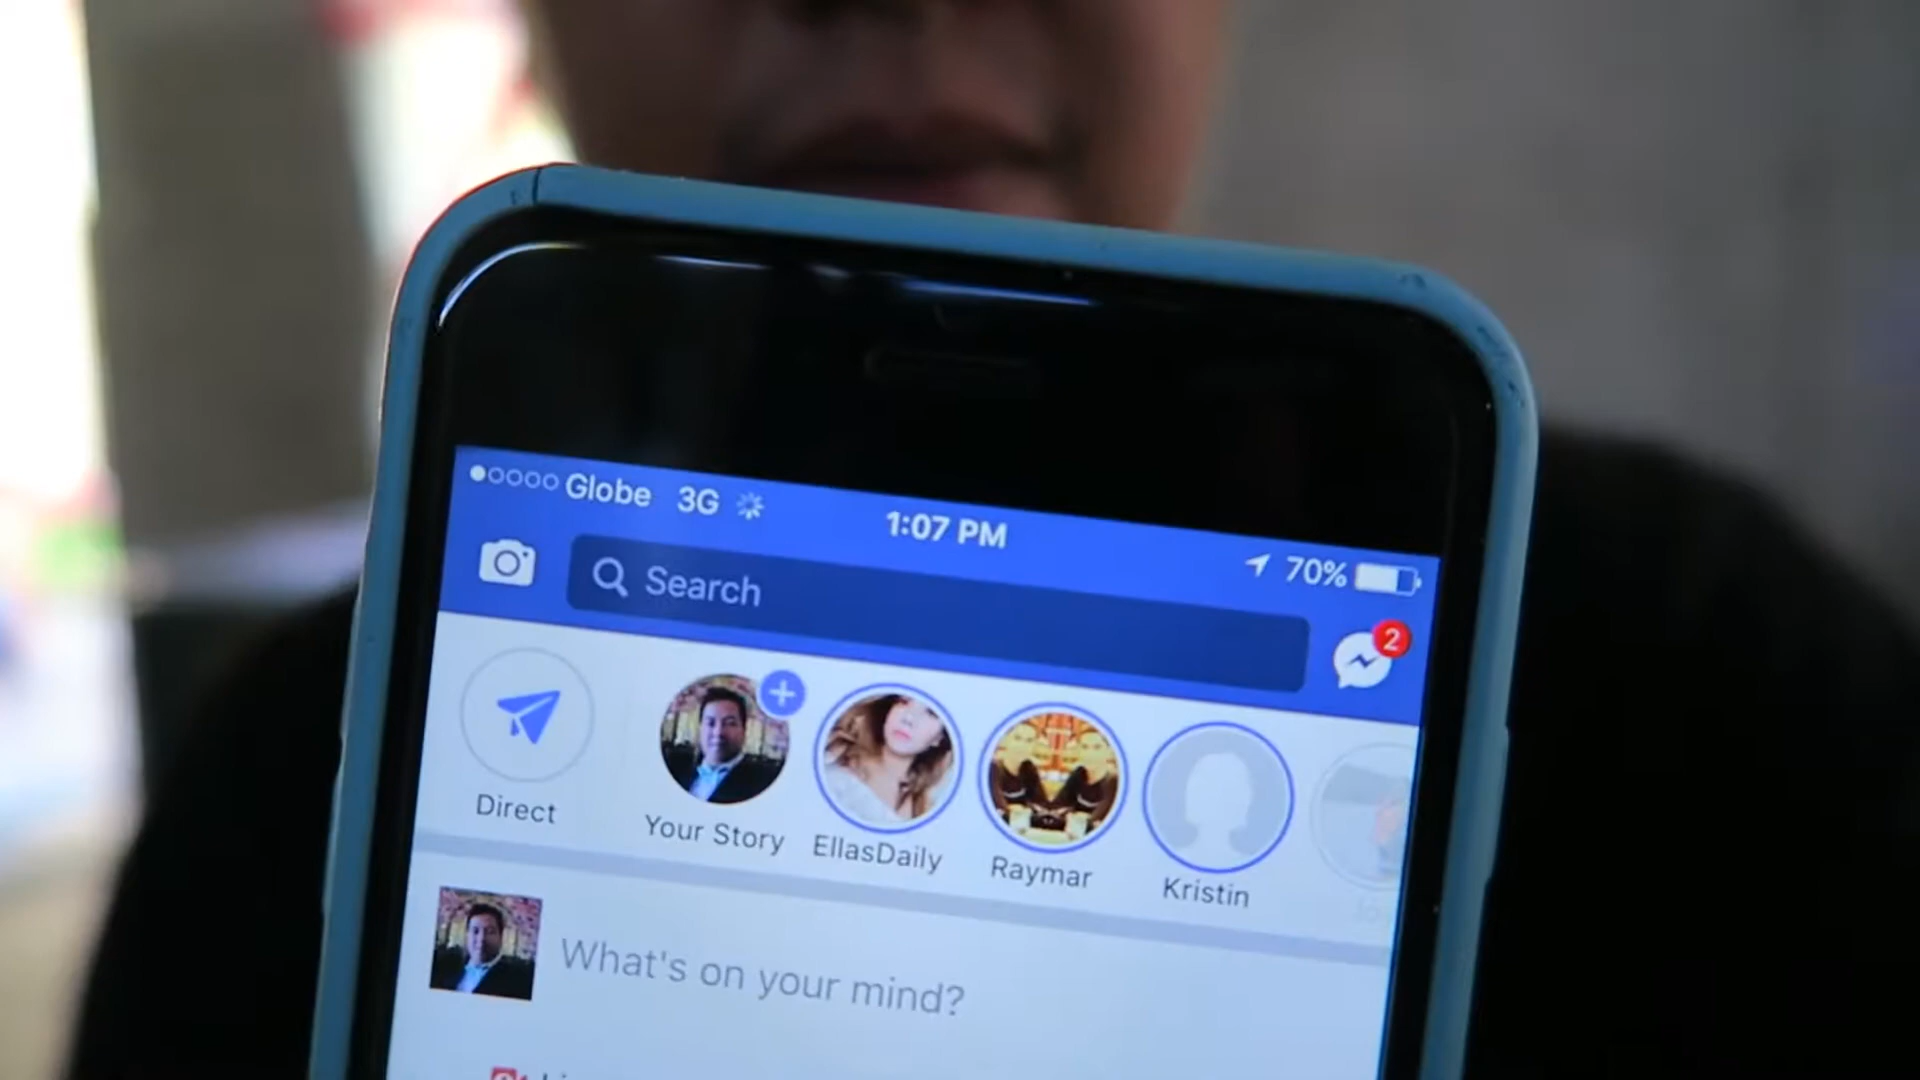 Globe 3G 1:07 PM 70%
Search
2
Direct Your Story EllasDaily Raymar Kristin
What's on your mind?